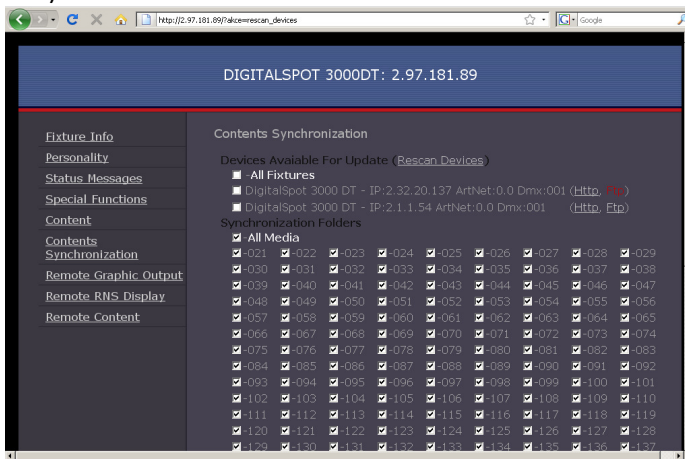 http://2.97.181.89/?akce=rescan_devices
Google
DIGITALSPOT 3000DT: 2.97.181.89
Fixture Info
Personality
Status Messages
Special Functions
Content
Contents
Synchronization
Remote Graphic Output
Remote RNS Display
Remote Content
Contents Synchronization
Devices Avaiable For Update (Rescan Devices)
-All Fixtures
DigitalSpot 3000 DT - IP:2.32.20.137 ArtNet:0.0 Dmx:001 (Http, Ftp)
DigitalSpot 3000 DT - IP:2.1.1.54 ArtNet:0.0 Dmx:001 (Http, Ftp)
Synchronization Folders
-All Media
-021 -022 -023 -024 -025 -026 -027 -028 -029
-030 -031 -032 -033 -034 -035 -036 -037 -038
-039 -040 -041 -042 -043 -044 -045 -046 -047
-048 -049 -050 -051 -052 -053 -054 -055 -056
-057 -058 -059 -060 -061 -062 -063 -064 -065
-066 -067 -068 -069 -070 -071 -072 -073 -074
-075 -076 -077 -078 -079 -080 -081 -082 -083
-084 -085 -086 -087 -088 -089 -090 -091 -092
-093 -094 -095 -096 -097 -098 -099 -100 -101
-102 -103 -104 -105 -106 -107 -108 -109 -110
-111 -112 -113 -114 -115 -116 -117 -118 -119
-120 -121 -122 -123 -124 -125 -126 -127 -128
-129 -130 -131 -132 -133 -134 -135 -136 -137